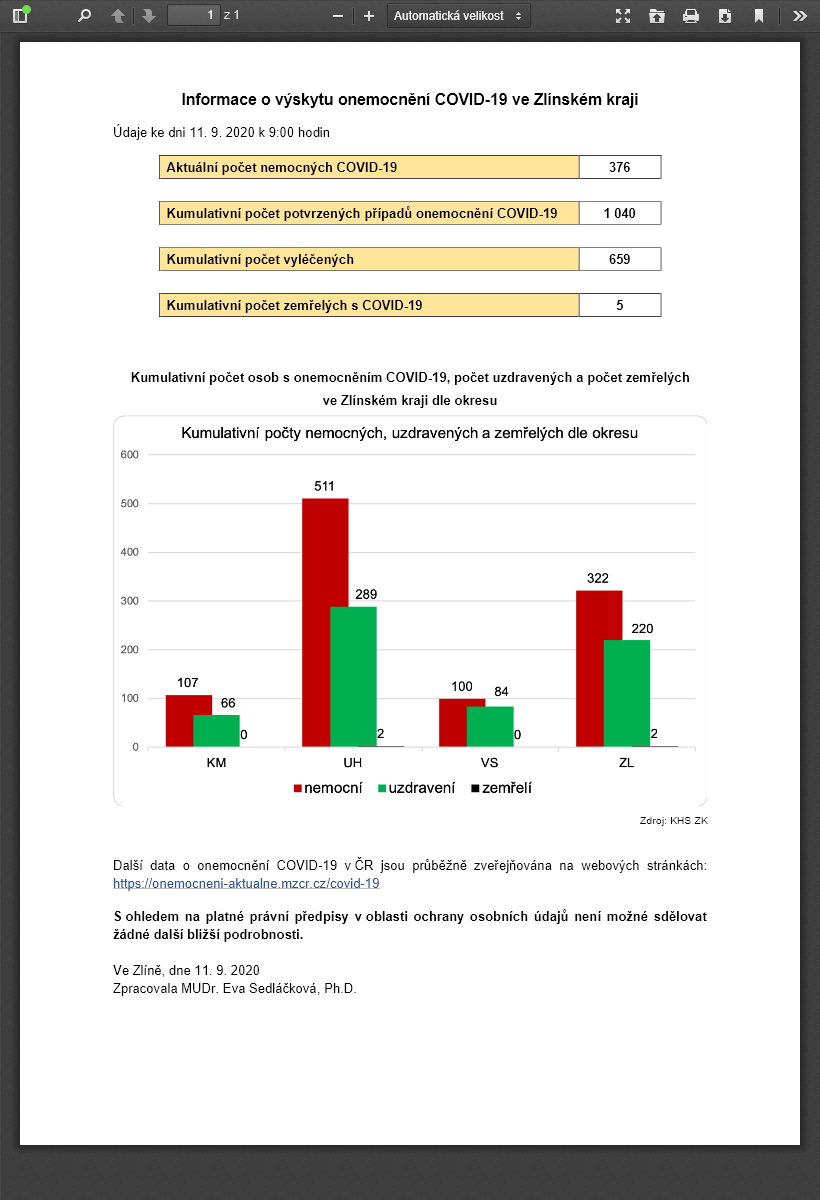 1 z 1
Automatická velikost
Informace o výskytu onemocnění COVID-19 ve Zlínském kraji
Údaje ke dni 11. 9. 2020 k 9:00 hodin
Aktuální počet nemocných COVID-19 376
Kumulativní počet potvrzených případů onemocnění COVID-19 1 040
Kumulativní počet vyléčených 659
Kumulativní počet zemřelých s COVID-19 5
Kumulativní počet osob s onemocněním COVID-19, počet uzdravených a počet zemřelých
ve Zlínském kraji dle okresu
Kumulativní počty nemocných, uzdravených a zemřelých dle okresu
600
500
400
300
200
100
0
107 66 0
511 289 2
100 84 0
322 220 2
KM UH VS ZL
nemocní uzdravení zemřelí
Zdroj: KHS ZK
Další data o onemocnění COVID-19 v ČR jsou průběžně zveřejňována na webových stránkách:
https://onemocneni-aktualne.mzcr.cz/covid-19
S ohledem na platné právní předpisy v oblasti ochrany osobních údajů není možné sdělovat
žádné další bližší podrobnosti.
Ve Zlíně, dne 11. 9. 2020
Zpracovala MUDr. Eva Sedláčková, Ph.D.